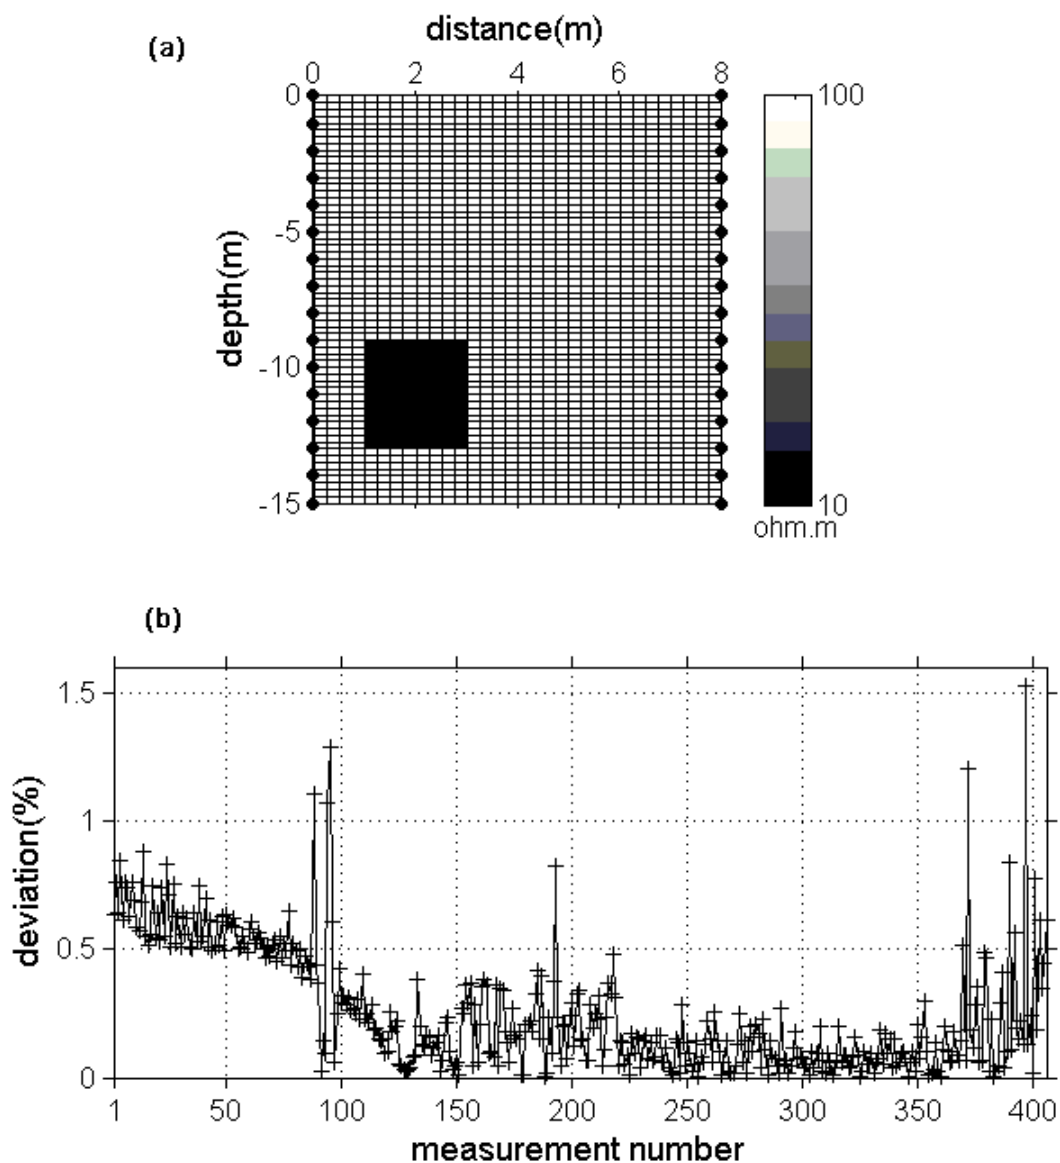 (a)
distance(m)
0 2 4 6 8
0
-5
-10
-15
depth(m)
100
10
ohm.m
(b)
1.5
1
0.5
0
deviation(%)
1 50 100 150 200 250 300 350 400
measurement number